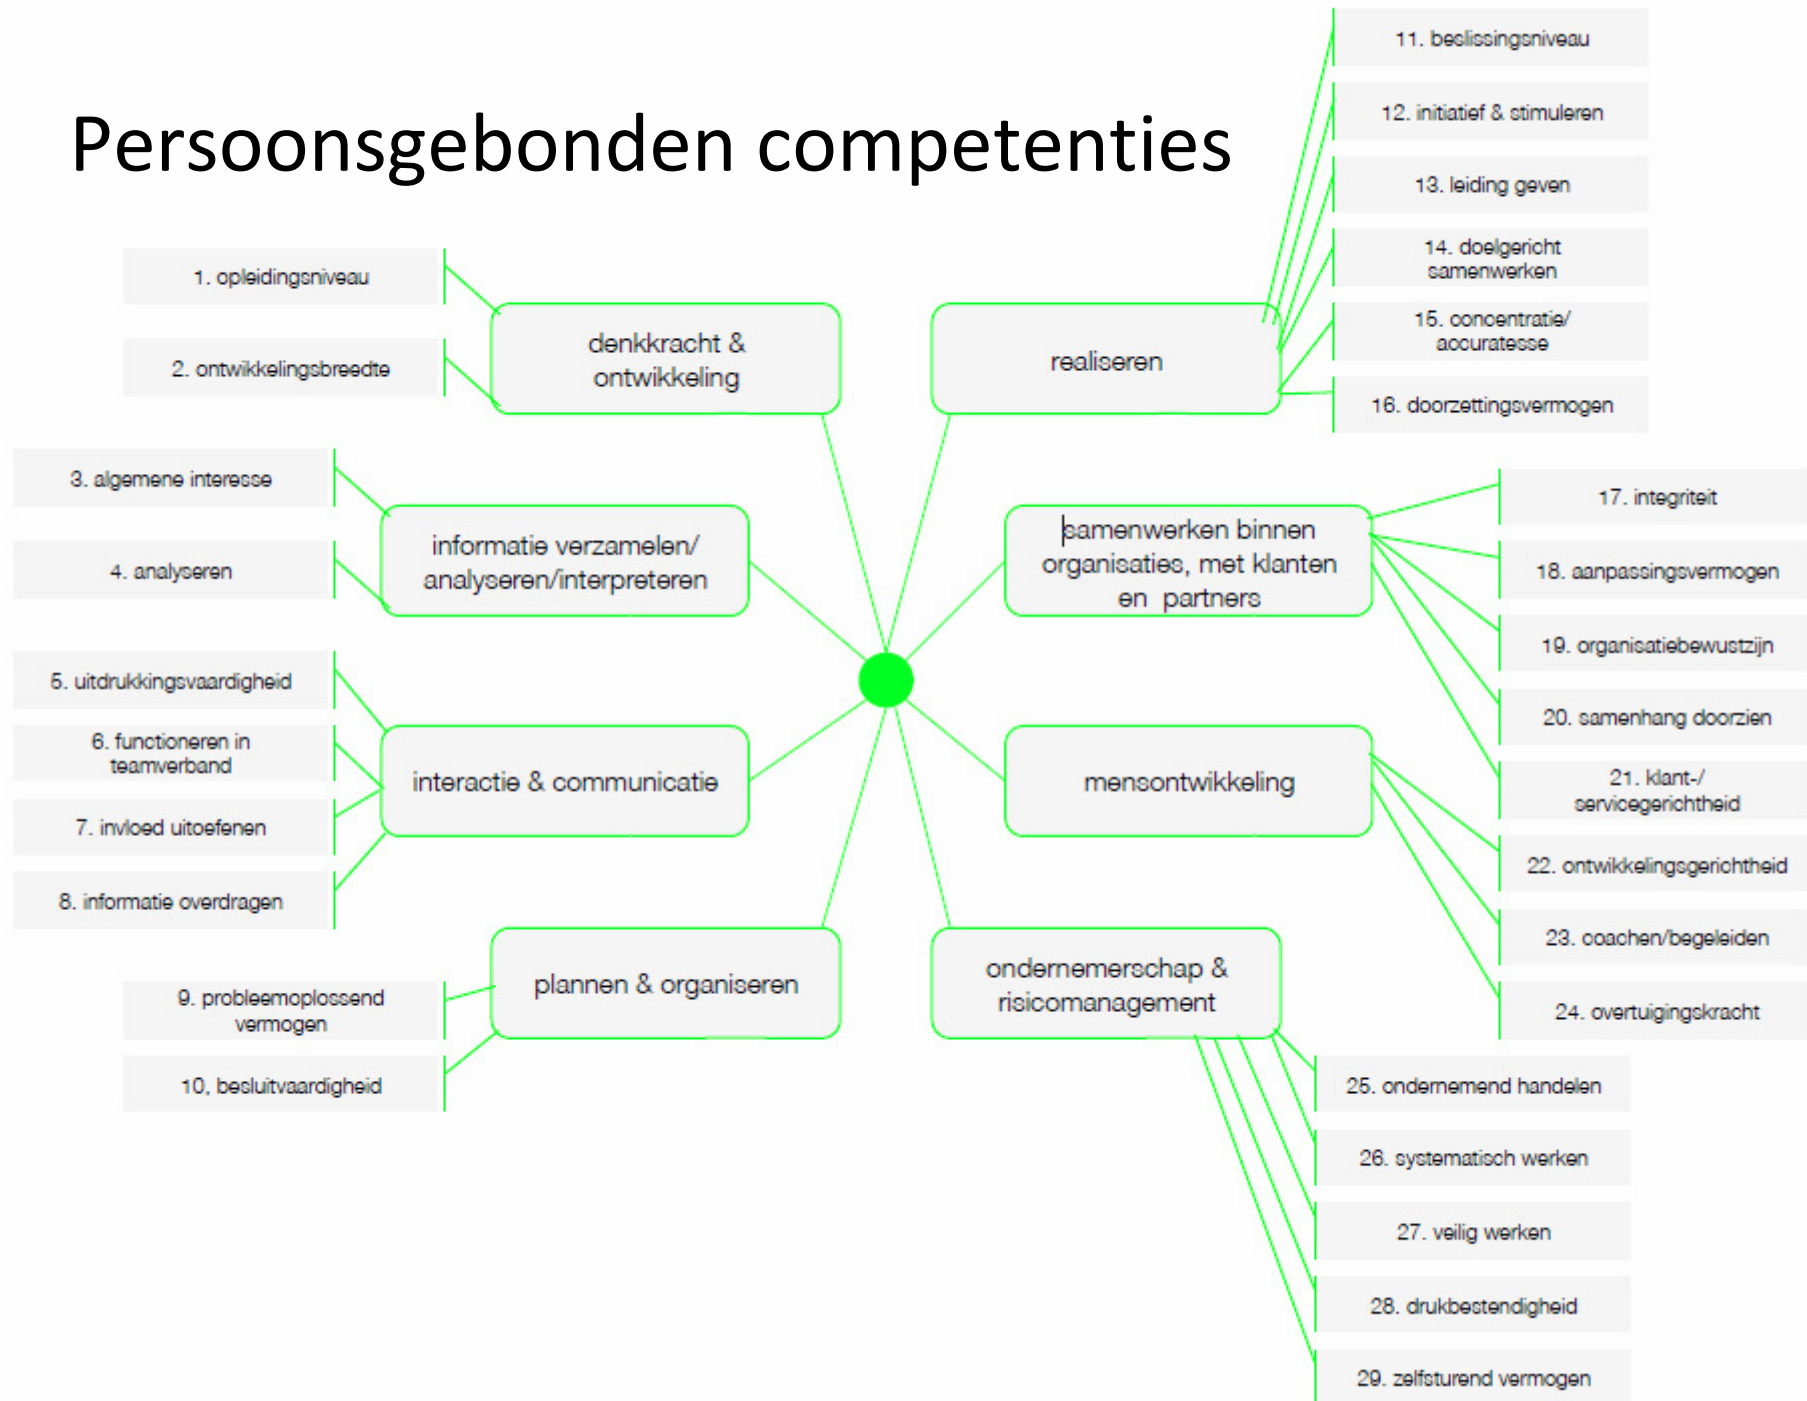 Persoonsgebonden competenties
1. opleidingsniveau
2. ontwikkelingsbreedte
denkkracht &
ontwikkeling
3. algemene interesse
4. analyseren
informatie verzamelen/
analyseren/interpreteren
5. uitdrukkingsvaardigheid
6. functioneren in
teamverband
7. invloed uitoefenen
8. informatie overdragen
interactie & communicatie
9. probleemoplossend
vermogen
10, besluitvaardigheid
plannen & organiseren
realiseren
11. beslissingsniveau
12. initiatief & stimuleren
13. leiding geven
14. doelgericht
samenwerken
15. concentratie/
accuratesse
16. doorzettingsvermogen
samenwerken binnen
organisaties, met klanten
en partners
17. integriteit
18. aanpassingsvermogen
19. organisatiebewustzijn
20. samenhang doorzien
21. klant-/
servicegerichtheid
mensontwikkeling
22. ontwikkelingsgerichtheid
23. coachen/begeleiden
24. overtuigingskracht
ondernemerschap &
risicomanagement
25. ondernemend handelen
26. systematisch werken
27. veilig werken
28. drukbestendigheid
29. zelfsturend vermogen